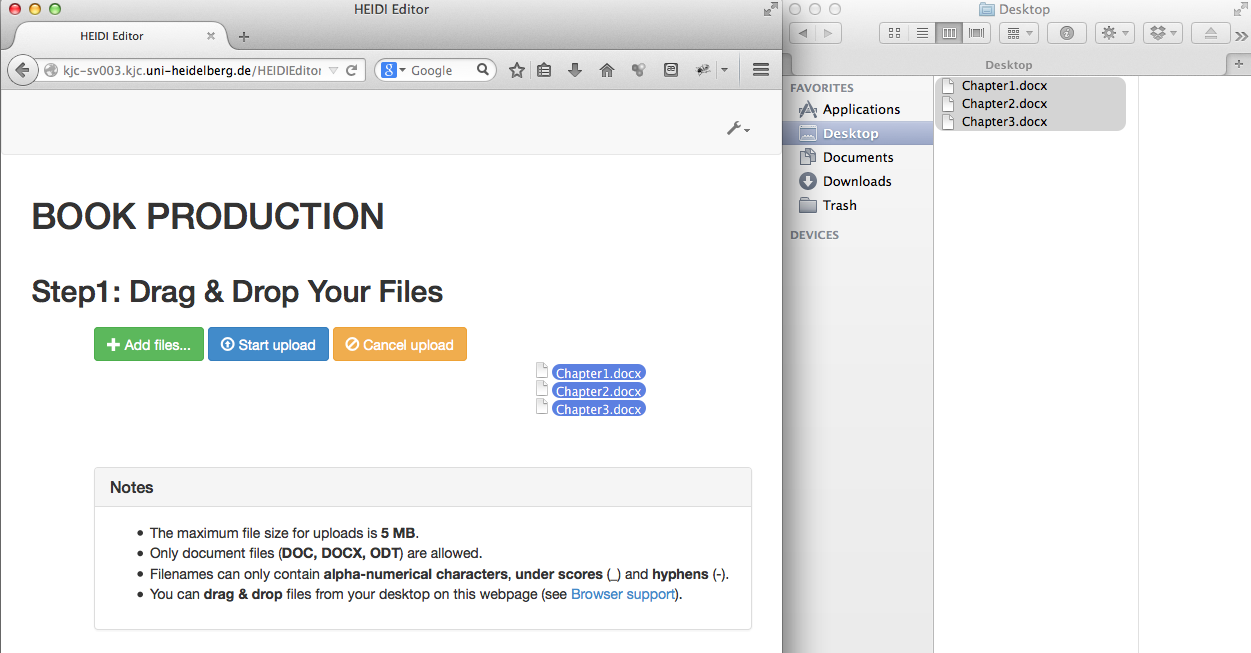 HEIDI Editor
HEIDI Editor
kjc-sv003.kjc.uni-heidelberg.de/HEIDIEditor
Google
BOOK PRODUCTION
Step1: Drag & Drop Your Files
Add files...
Start upload
Cancel upload
Chapter1.docx
Chapter2.docx
Chapter3.docx
Notes
The maximum file size for uploads is 5 MB.
Only document files (DOC, DOCX, ODT) are allowed.
Filenames can only contain alpha-numerical characters, under scores (_) and hyphens (-).
You can drag & drop files from your desktop on this webpage (see Browser support).
Desktop
Desktop
FAVORITES
Applications
Desktop
Documents
Downloads
Trash
DEVICES
Chapter1.docx
Chapter2.docx
Chapter3.docx